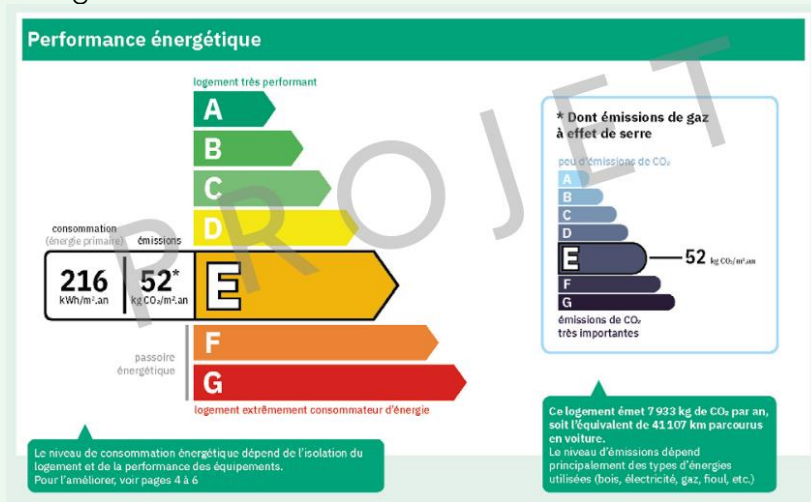 Performance énergétique
logement très performant
A
B
C
D
consommation
(énergie primaire)
émissions
216
kWh/m².an
52*
kg CO₂/m².an
E
F
G
passoire
énergétique
logement extrêmement consommateur d'énergie
Le niveau de consommation énergétique dépend de l'isolation du
logement et de la performance des équipements.
Pour l'améliorer, voir pages 4 à 6
* Dont émissions de gaz
à effet de serre
peu d'émissions de CO₂
A
B
C
D
E
52 kg CO₂/m².an
F
G
émissions de CO₂
très importantes
Ce logement émet 7 933 kg de CO₂ par an,
soit l'équivalent de 41 107 km parcourus
en voiture.
Le niveau d'émissions dépend
principalement des types d'énergies
utilisées (bois, électricité, gaz, fioul, etc.)
PROJET